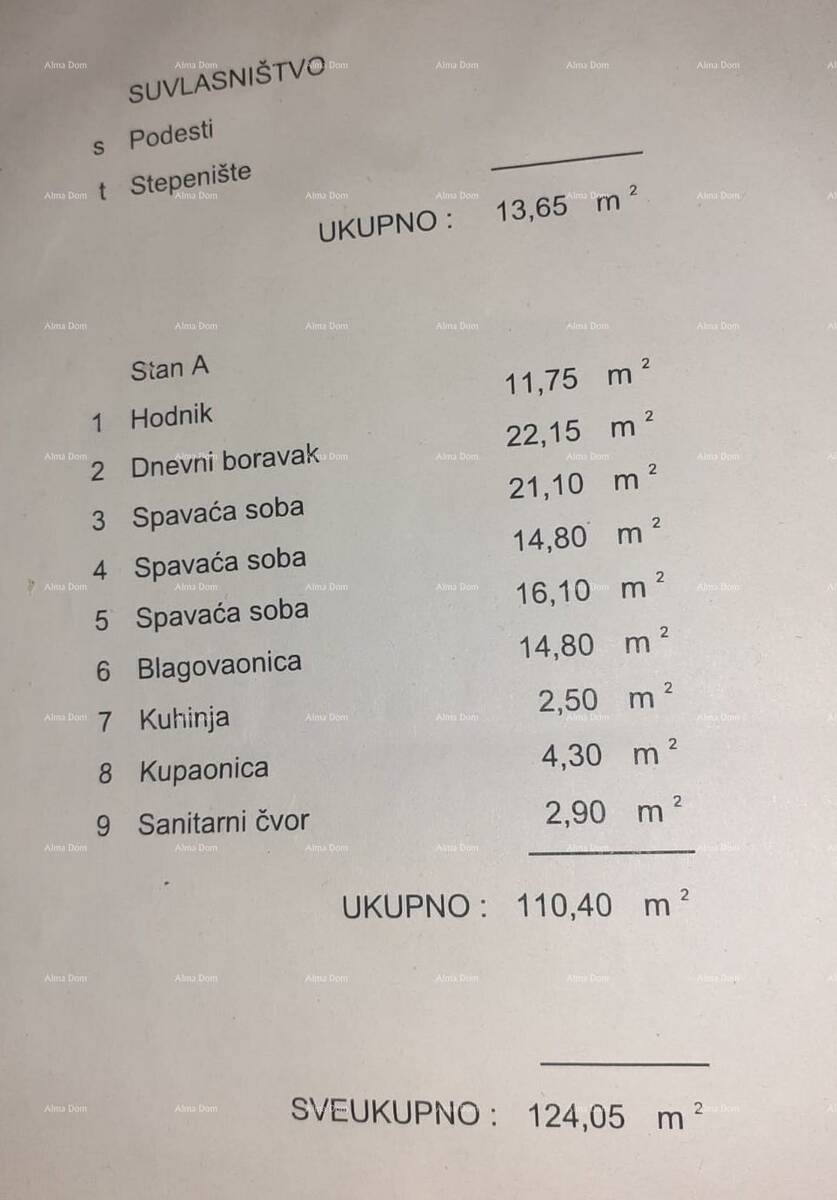 SUVLASNIŠTVO
s Podesti
t Stepenište
UKUPNO : 13,65 m²
Stan A
1 Hodnik 11,75 m²
2 Dnevni boravak 22,15 m²
3 Spavaća soba 21,10 m²
4 Spavaća soba 14,80 m²
5 Spavaća soba 16,10 m²
6 Blagovaonica 14,80 m²
7 Kuhinja 2,50 m²
8 Kupaonica 4,30 m²
9 Sanitarni čvor 2,90 m²
UKUPNO : 110,40 m²
SVEUKUPNO : 124,05 m²
Alma Dom